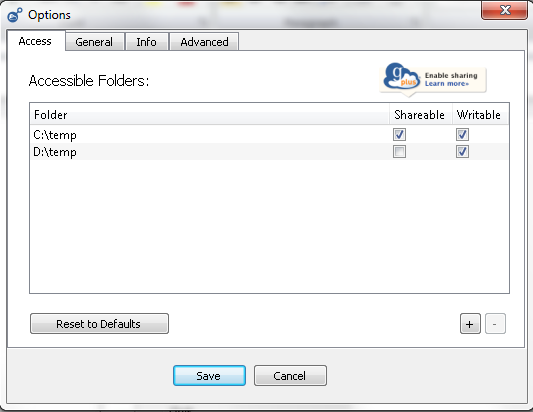 Options
Access General Info Advanced
Accessible Folders:
g plus
Enable sharing
Learn more»
Folder Shareable Writable
C:\temp
D:\temp
Reset to Defaults + -
Save Cancel